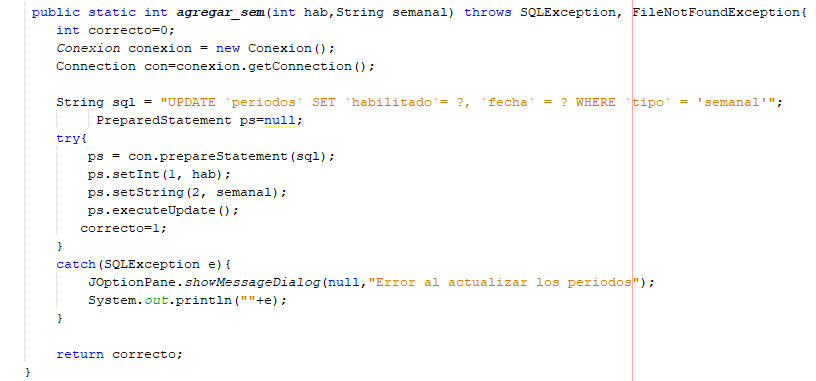 public static int agregar_sem(int hab,String semanal) throws SQLException, FileNotFoundException{
int correcto=0;
Conexion conexion = new Conexion();
Connection con=conexion.getConnection();
String sql = "UPDATE `periodos` SET `habilitado`= ?, `fecha` = ? WHERE `tipo` = 'semanal'";
PreparedStatement ps=null;
try{
ps = con.prepareStatement(sql);
ps.setInt(1, hab);
ps.setString(2, semanal);
ps.executeUpdate();
correcto=1;
}
catch(SQLException e){
JOptionPane.showMessageDialog(null,"Error al actualizar los periodos");
System.out.println(""+e);
}
return correcto;
}